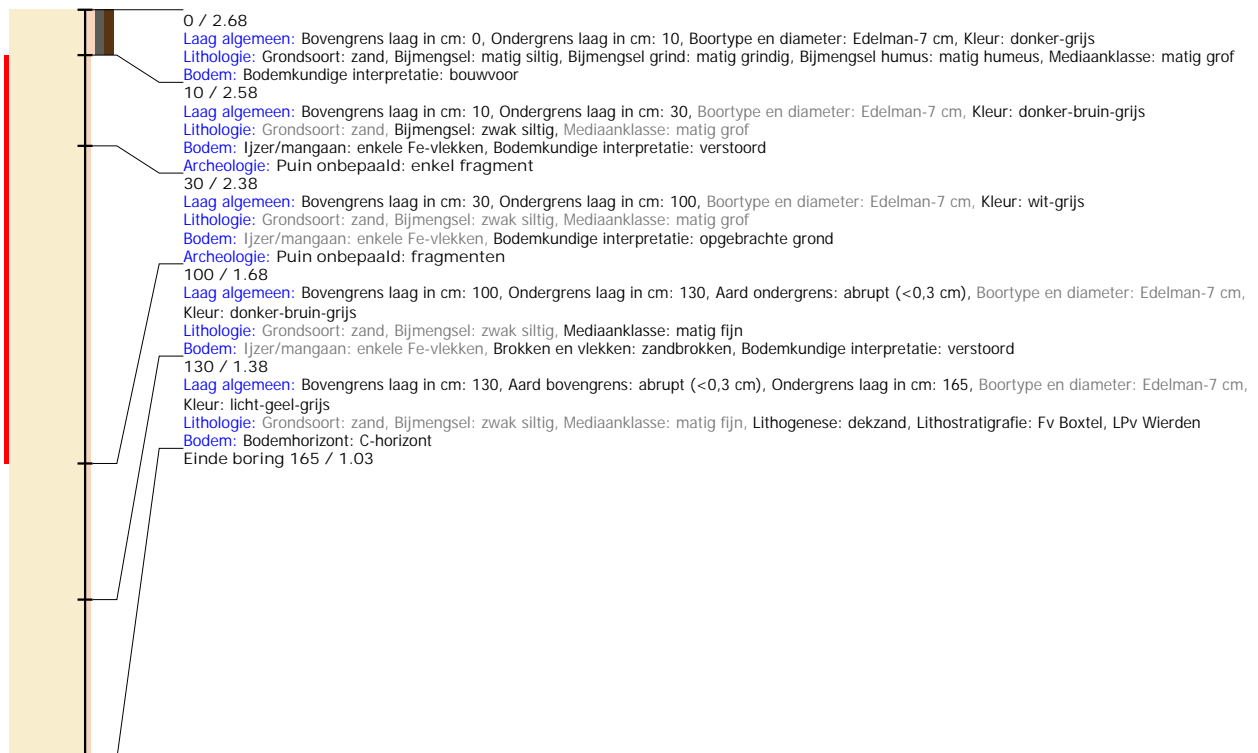 0 / 2.68
Laag algemeen: Bovengrens laag in cm: 0, Ondergrens laag in cm: 10, Boortype en diameter: Edelman-7 cm, Kleur: donker-grijs
Lithologie: Grondsoort: zand, Bijmengsel: matig siltig, Bijmengsel grind: matig grindig, Bijmengsel humus: matig humeus, Mediaanklasse: matig grof
Bodem: Bodemkundige interpretatie: bouwvoor
10 / 2.58
Laag algemeen: Bovengrens laag in cm: 10, Ondergrens laag in cm: 30, Boortype en diameter: Edelman-7 cm, Kleur: donker-bruin-grijs
Lithologie: Grondsoort: zand, Bijmengsel: zwak siltig, Mediaanklasse: matig grof
Bodem: Ijzer/mangaan: enkele Fe-vlekken, Bodemkundige interpretatie: verstoord
Archeologie: Puin onbepaald: enkel fragment
30 / 2.38
Laag algemeen: Bovengrens laag in cm: 30, Ondergrens laag in cm: 100, Boortype en diameter: Edelman-7 cm, Kleur: wit-grijs
Lithologie: Grondsoort: zand, Bijmengsel: zwak siltig, Mediaanklasse: matig grof
Bodem: Ijzer/mangaan: enkele Fe-vlekken, Bodemkundige interpretatie: opgebrachte grond
Archeologie: Puin onbepaald: fragmenten
100 / 1.68
Laag algemeen: Bovengrens laag in cm: 100, Ondergrens laag in cm: 130, Aard ondergrens: abrupt (<0,3 cm), Boortype en diameter: Edelman-7 cm,
Kleur: donker-bruin-grijs
Lithologie: Grondsoort: zand, Bijmengsel: zwak siltig, Mediaanklasse: matig fijn
Bodem: Ijzer/mangaan: enkele Fe-vlekken, Brokken en vlekken: zandbrokken, Bodemkundige interpretatie: verstoord
130 / 1.38
Laag algemeen: Bovengrens laag in cm: 130, Aard bovengrens: abrupt (<0,3 cm), Ondergrens laag in cm: 165, Boortype en diameter: Edelman-7 cm,
Kleur: licht-geel-grijs
Lithologie: Grondsoort: zand, Bijmengsel: zwak siltig, Mediaanklasse: matig fijn, Lithogenese: dekzand, Lithostratigrafie: Fv Boxtel, LPv Wierden
Bodem: Bodemhorizont: C-horizont
Einde boring 165 / 1.03